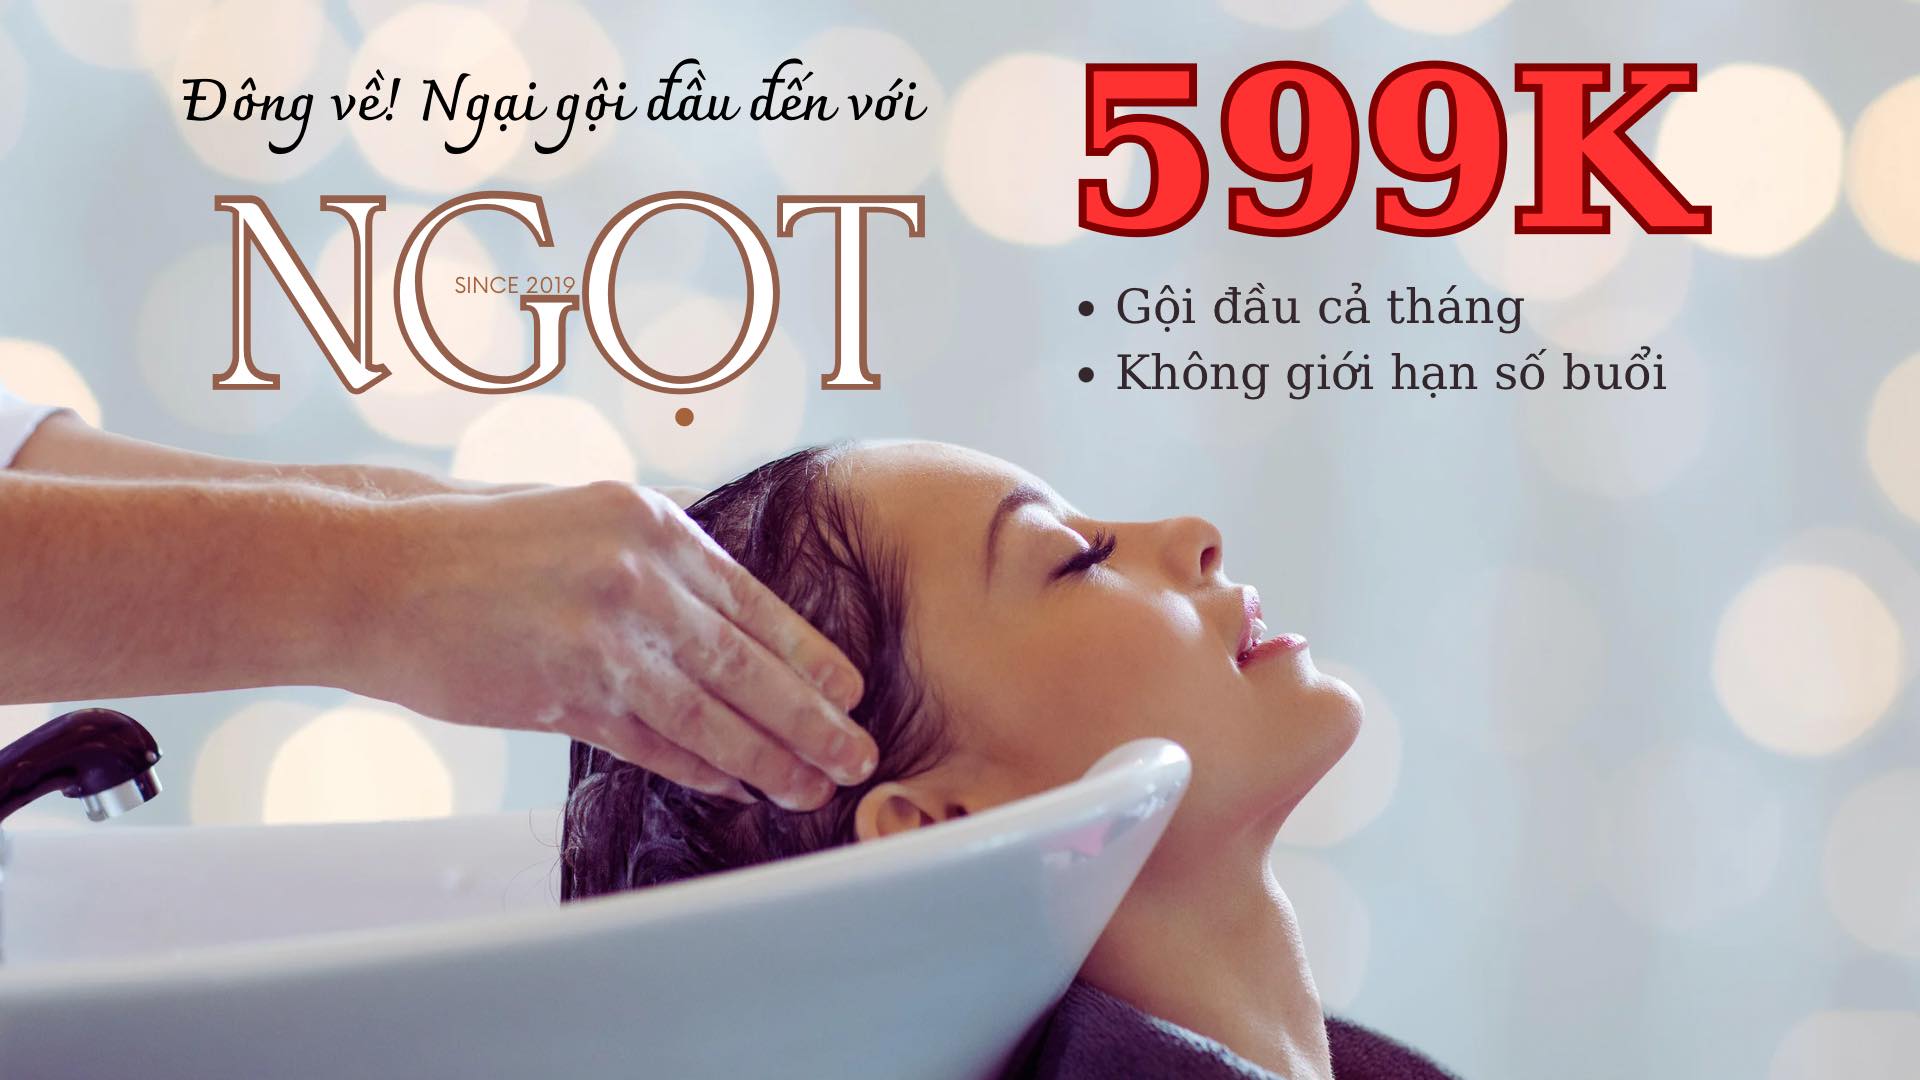 Đông về! Ngại gội đầu đến với
NGỌT
SINCE 2019
599K
• Gội đầu cả tháng
• Không giới hạn số buổi